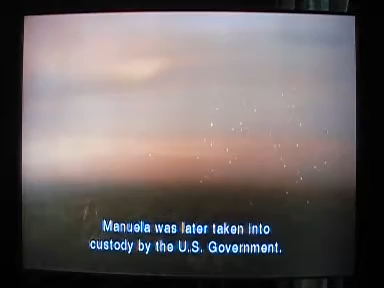 Manuela was later taken into
custody by the U.S. Government.